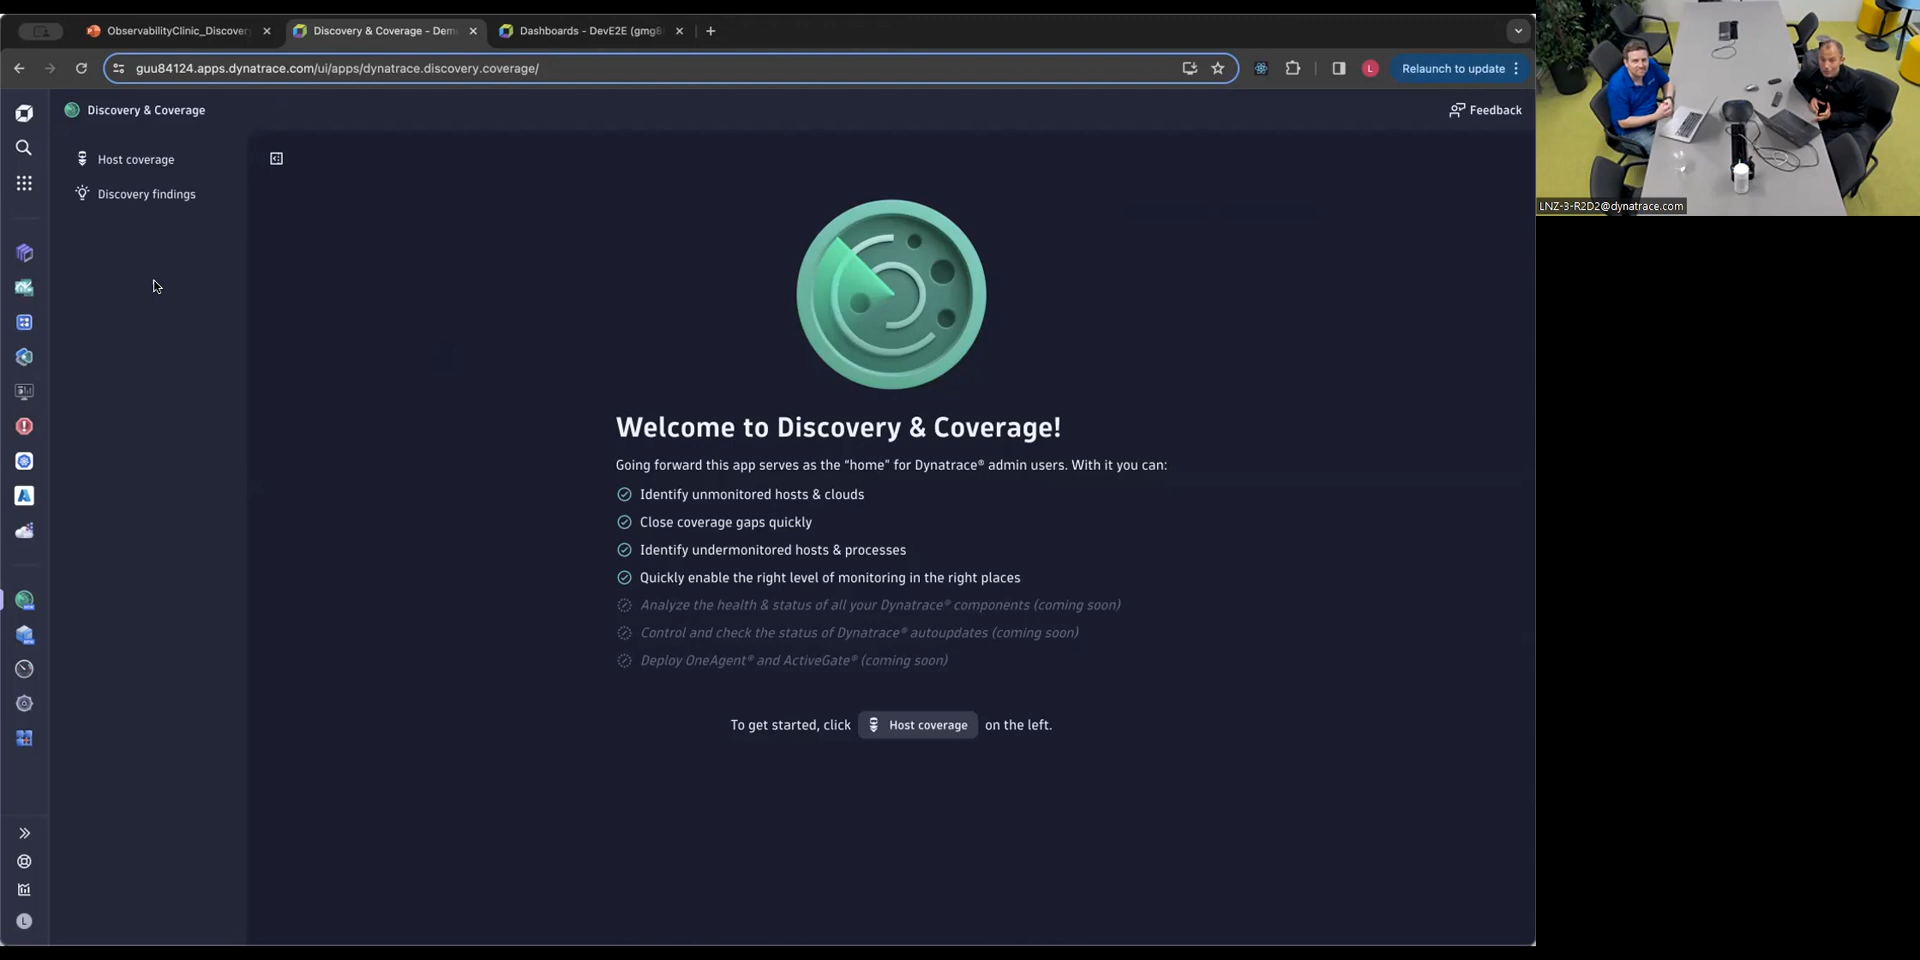 ObservabilityClinic_Discover
Discovery & Coverage - Dem
Dashboards - DevE2E (gmg8
guu84124.apps.dynatrace.com/ui/apps/dynatrace.discovery.coverage/
L
Relaunch to update
Discovery & Coverage
Feedback
Host coverage
Discovery findings
Welcome to Discovery & Coverage!
Going forward this app serves as the “home” for Dynatrace® admin users. With it you can:
Identify unmonitored hosts & clouds
Close coverage gaps quickly
Identify undermonitored hosts & processes
Quickly enable the right level of monitoring in the right places
Analyze the health & status of all your Dynatrace® components (coming soon)
Control and check the status of Dynatrace® autoupdates (coming soon)
Deploy OneAgent® and ActiveGate® (coming soon)
To get started, click Host coverage on the left.
L
LNZ-3-R2D2@dynatrace.com